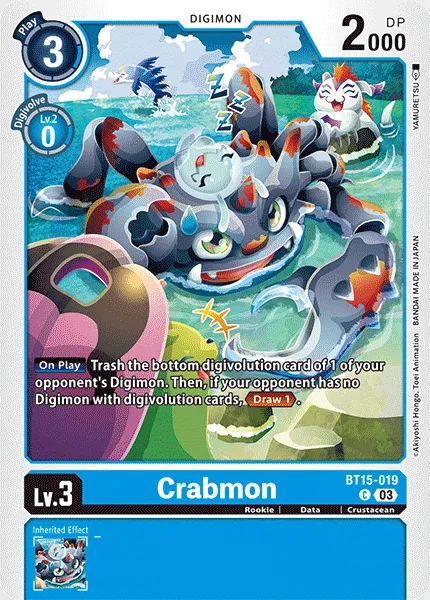 DIGIMON
Play
3
DP
2000
Digivolve
Lv.2
0
Z Z Z Z
YAMURETSU
©Akiyoshi Hongo, Toei Animation BANDAI MADE IN JAPAN
On Play Trash the bottom digivolution card of 1 of your
opponent's Digimon. Then, if your opponent has no
Digimon with digivolution cards, Draw 1 .
Lv.3
Crabmon
BT15-019
C 03
Rookie | Data | Crustacean
Inherited Effect
–